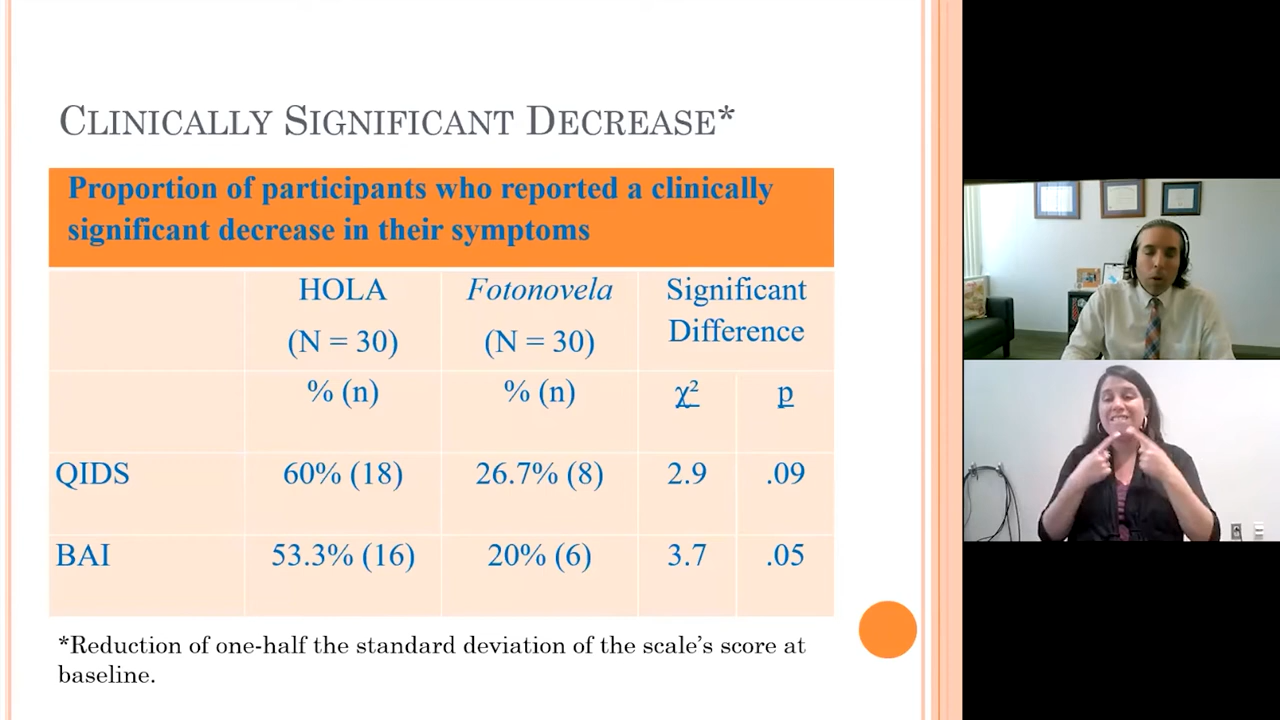 CLINICALLY SIGNIFICANT DECREASE*
Proportion of participants who reported a clinically
significant decrease in their symptoms
HOLA
(N = 30)
Fotonovela
(N = 30)
Significant
Difference
% (n)
% (n)
χ²
p
QIDS
60% (18)
26.7% (8)
2.9
.09
BAI
53.3% (16)
20% (6)
3.7
.05
*Reduction of one-half the standard deviation of the scale’s score at
baseline.